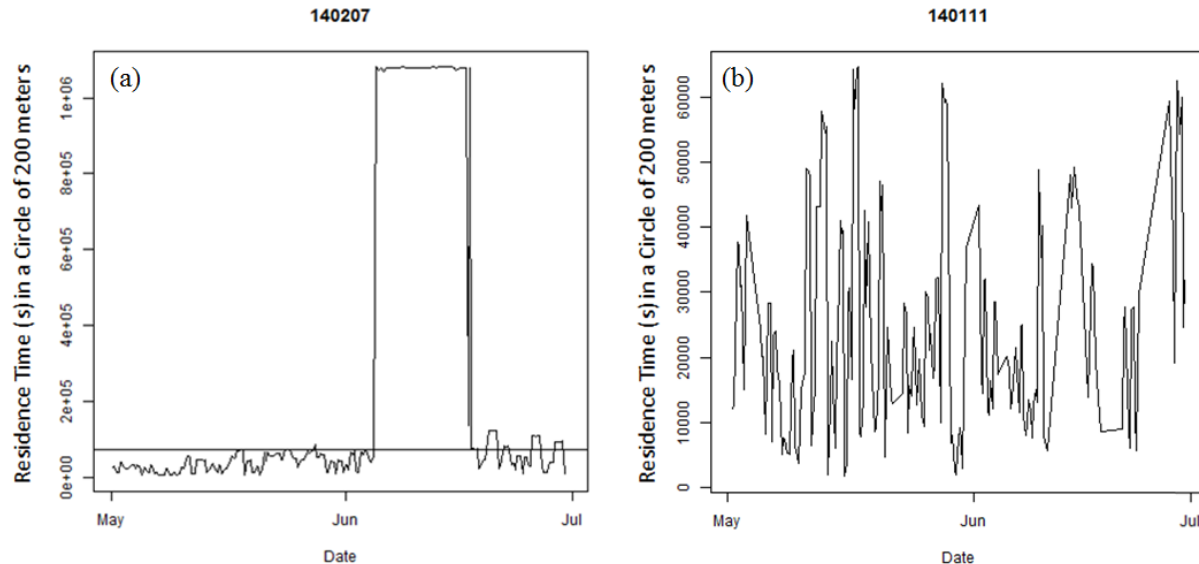 140207
(a)
Residence Time (s) in a Circle of 200 meters
1e+06
8e+05
6e+05
4e+05
2e+05
0e+00
May
Jun
Jul
Date
140111
(b)
Residence Time (s) in a Circle of 200 meters
60000
50000
40000
30000
20000
10000
0
May
Jun
Jul
Date